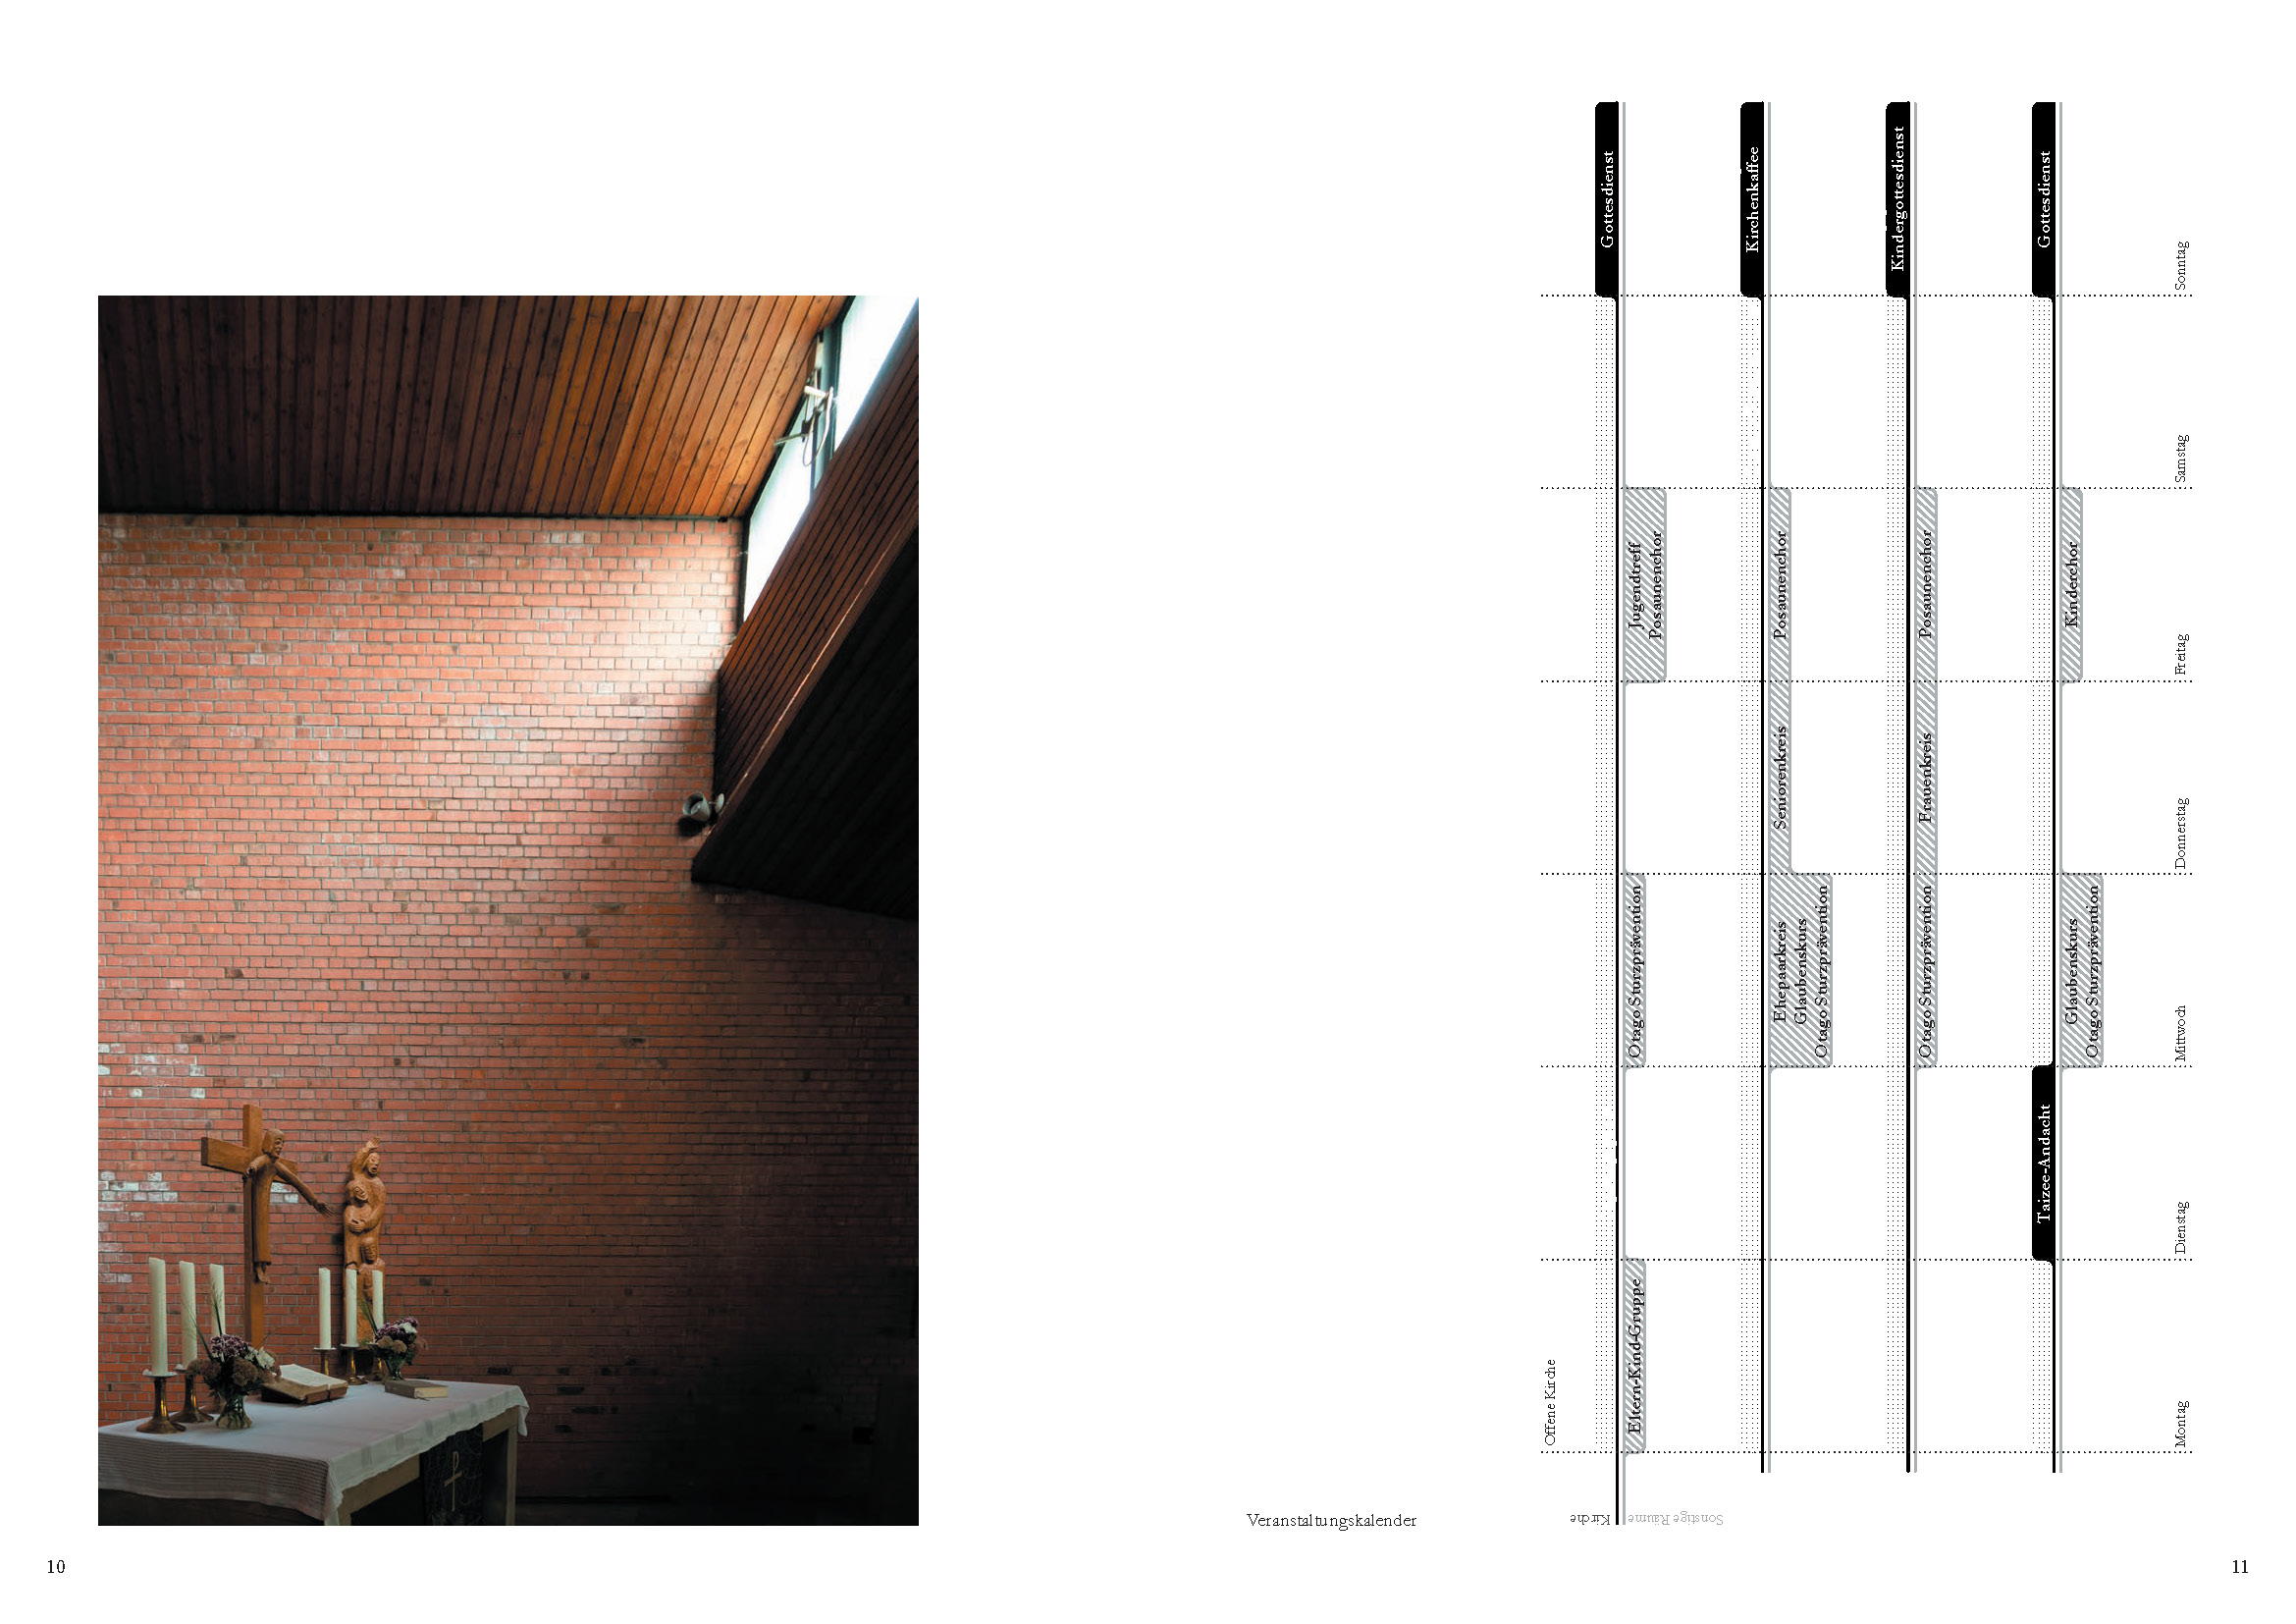 Gottesdienst
Kirchenkaffee
Kindergottesdienst
Gottesdienst
Sonntag
Samstag
Jugendtreff
Posaunenchor
Posaunenchor
Posaunenchor
Kinderchor
Freitag
Seniorenkreis
Frauenkreis
Donnerstag
Otago Sturzprävention
Ehepaarkreis
Glaubenskurs
Otago Sturzprävention
Otago Sturzprävention
Glaubenskurs
Otago Sturzprävention
Mittwoch
Taizee-Andacht
Dienstag
Offene Kirche
Eltern-Kind-Gruppe
Montag
Veranstaltungskalender
Kirche
Sonstige Räume
10
11